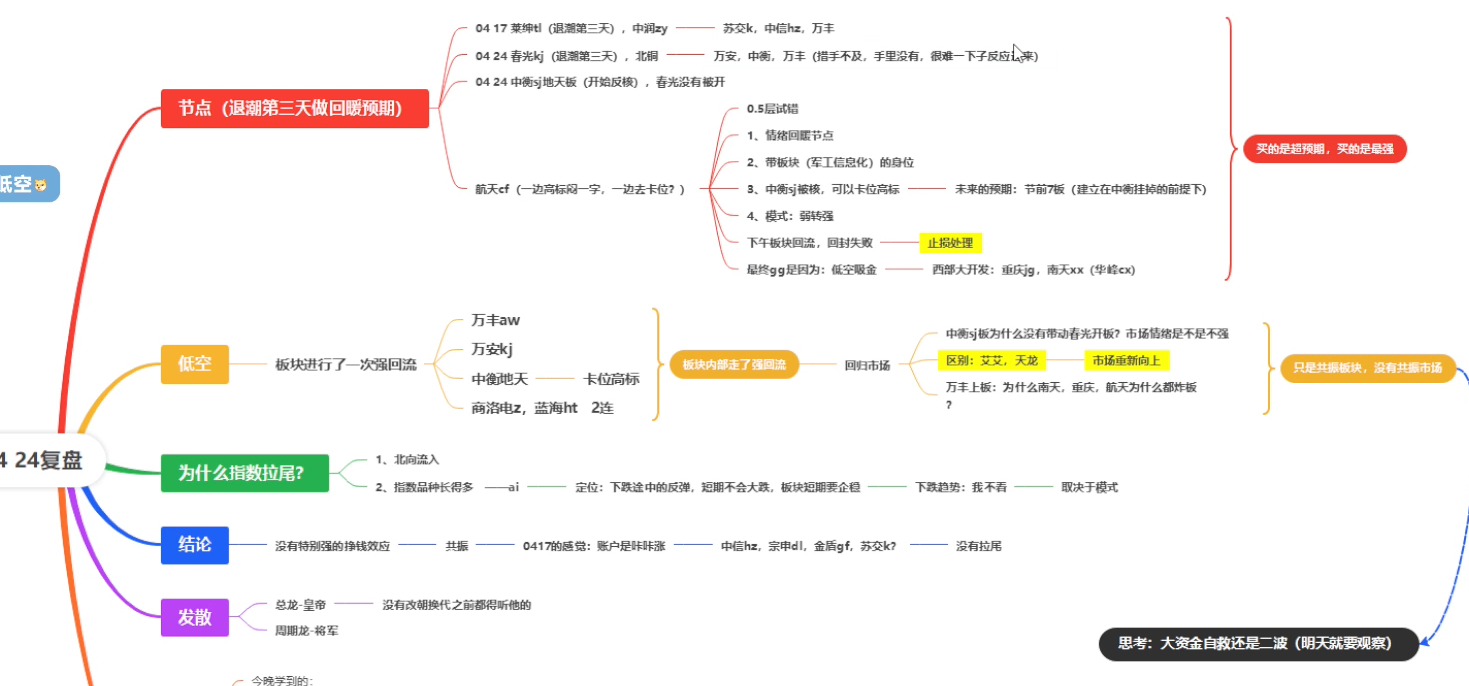 低空
4 24复盘
节点（退潮第三天做回暖预期）
04 17 莱绅tl（退潮第三天），中润zy
苏交k，中信hz，万丰
04 24 春光kj（退潮第三天），北铜
万安，中衡，万丰（措手不及，手里没有，很难一下子反应过来）
04 24 中衡sj地天板（开始反核），春光没有被开
航天cf（一边高标闷一字，一边去卡位？）
0.5层试错
1、情绪回暖节点
2、带板块（军工信息化）的身位
3、中衡sj被核，可以卡位高标
未来的预期：节前7板（建立在中衡挂掉的前提下）
4、模式：弱转强
下午板块回流，回封失败
止损处理
最终gg是因为：低空吸金
西部大开发：重庆jg，南天xx（华峰cx）
买的是超预期，买的是最强
低空
板块进行了一次强回流
万丰aw
万安kj
中衡地天
卡位高标
商洛电z，蓝海ht 2连
板块内部走了强回流
回归市场
中衡sj板为什么没有带动春光开板？市场情绪是不是不强
区别：艾艾，天龙
市场重新向上
万丰上板：为什么南天，重庆，航天为什么都炸板
？
只是共振板块，没有共振市场
为什么指数拉尾？
1、北向流入
2、指数品种长得多 ——ai
定位：下跌途中的反弹，短期不会大跌，板块短期要企稳
下跌趋势：我不看
取决于模式
结论
没有特别强的挣钱效应
共振
0417的感觉：账户是咔咔涨
中信hz，宗申dl，金盾gf，苏交k？
没有拉尾
发散
总龙-皇帝
没有改朝换代之前都得听他的
周期龙-将军
思考：大资金自救还是二波（明天就要观察）
今晚学到的：